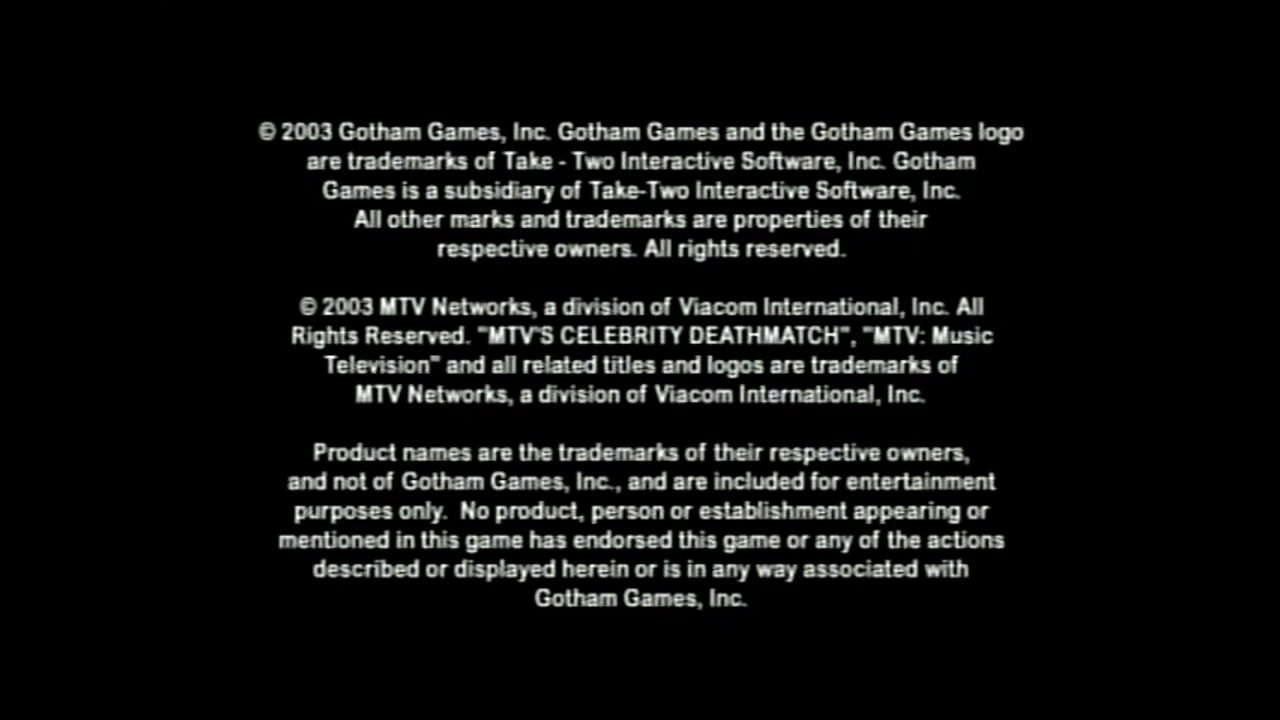 © 2003 Gotham Games, Inc. Gotham Games and the Gotham Games logo
are trademarks of Take - Two Interactive Software, Inc. Gotham
Games is a subsidiary of Take-Two Interactive Software, Inc.
All other marks and trademarks are properties of their
respective owners. All rights reserved.
© 2003 MTV Networks, a division of Viacom International, Inc. All
Rights Reserved. "MTV'S CELEBRITY DEATHMATCH", "MTV: Music
Television" and all related titles and logos are trademarks of
MTV Networks, a division of Viacom International, Inc.
Product names are the trademarks of their respective owners,
and not of Gotham Games, Inc., and are included for entertainment
purposes only.  No product, person or establishment appearing or
mentioned in this game has endorsed this game or any of the actions
described or displayed herein or is in any way associated with
Gotham Games, Inc.